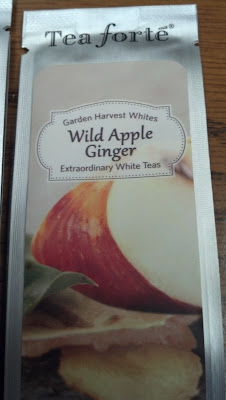 Tea forté®
Garden Harvest Whites
Wild Apple
Ginger
Extraordinary White Teas